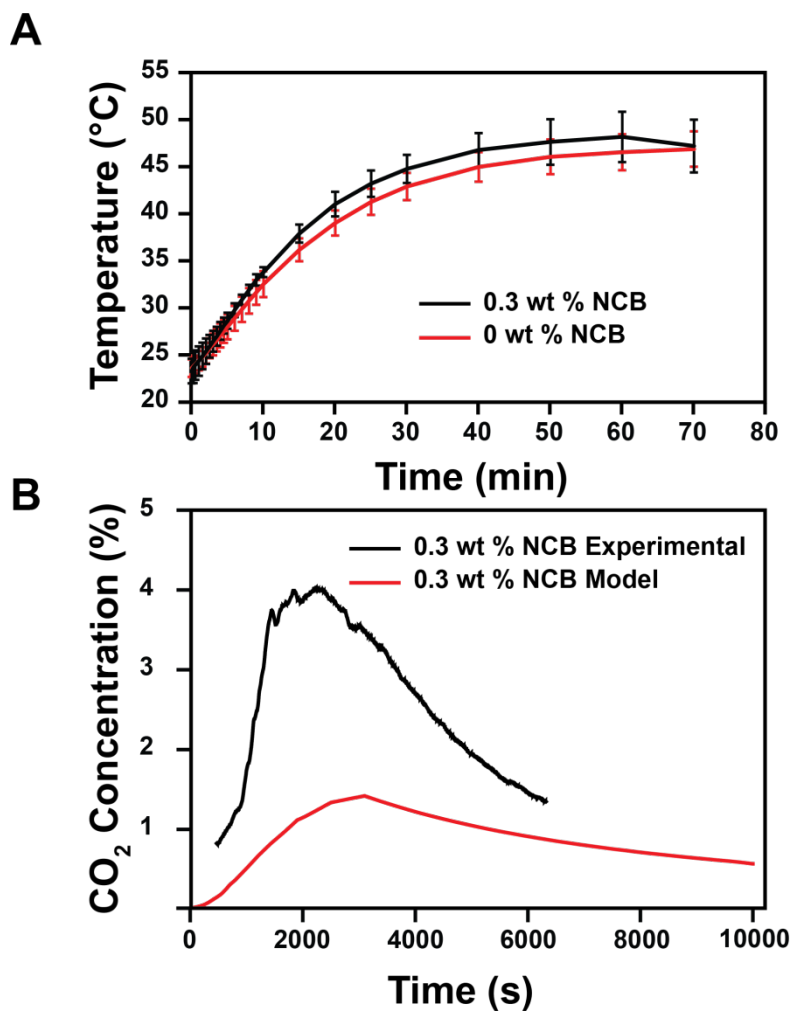 A
Temperature (°C)
55
50
45
40
35
30
25
20
0.3 wt % NCB
0 wt % NCB
0 10 20 30 40 50 60 70 80
Time (min)
B
CO₂ Concentration (%)
5
4
3
2
1
0.3 wt % NCB Experimental
0.3 wt % NCB Model
0 2000 4000 6000 8000 10000
Time (s)